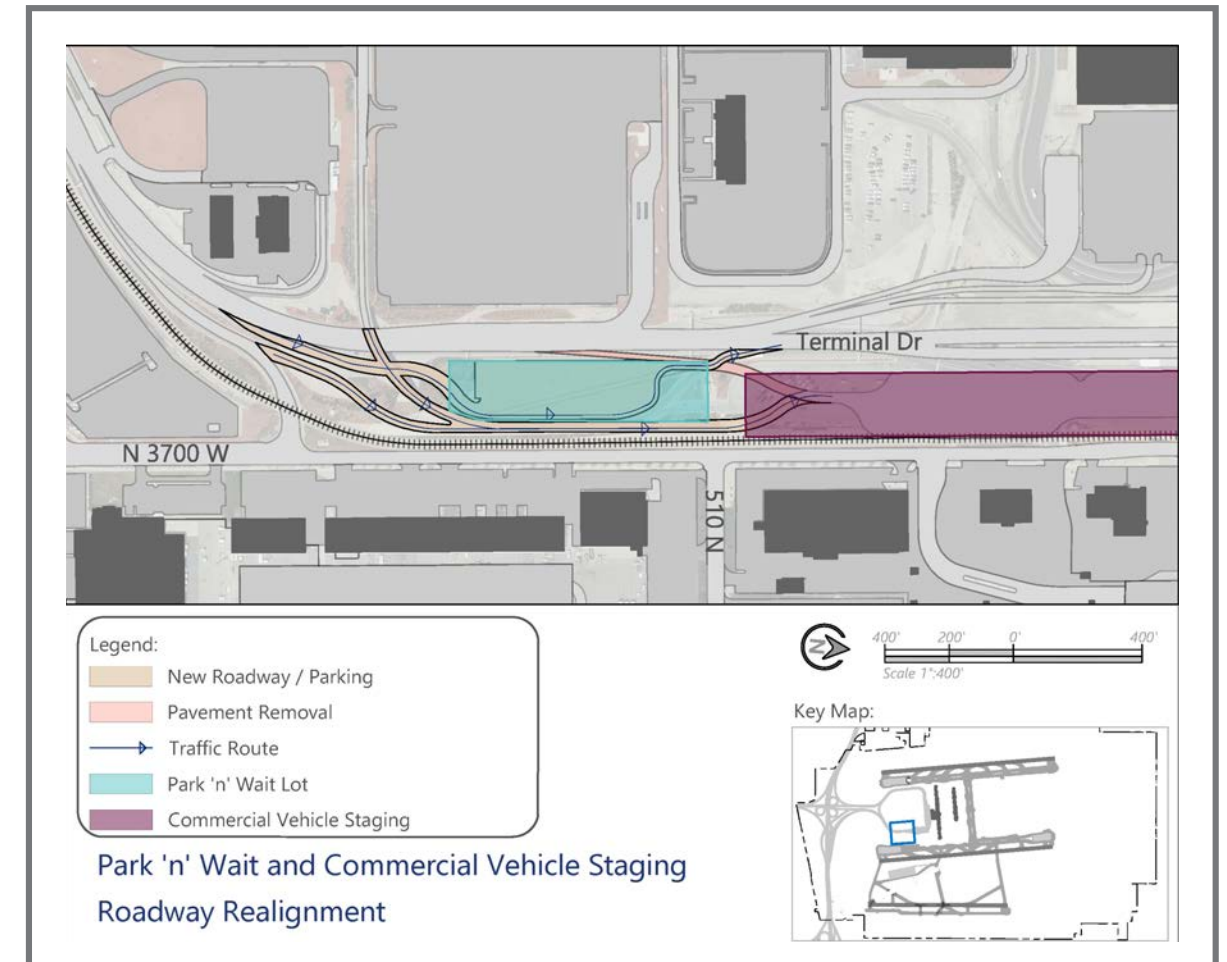 Terminal Dr
N 3700 W
510 N
Legend:
New Roadway / Parking
Pavement Removal
Traffic Route
Park 'n' Wait Lot
Commercial Vehicle Staging
N
400' 200' 0' 400'
Scale 1":400'
Key Map:
Park 'n' Wait and Commercial Vehicle Staging
Roadway Realignment